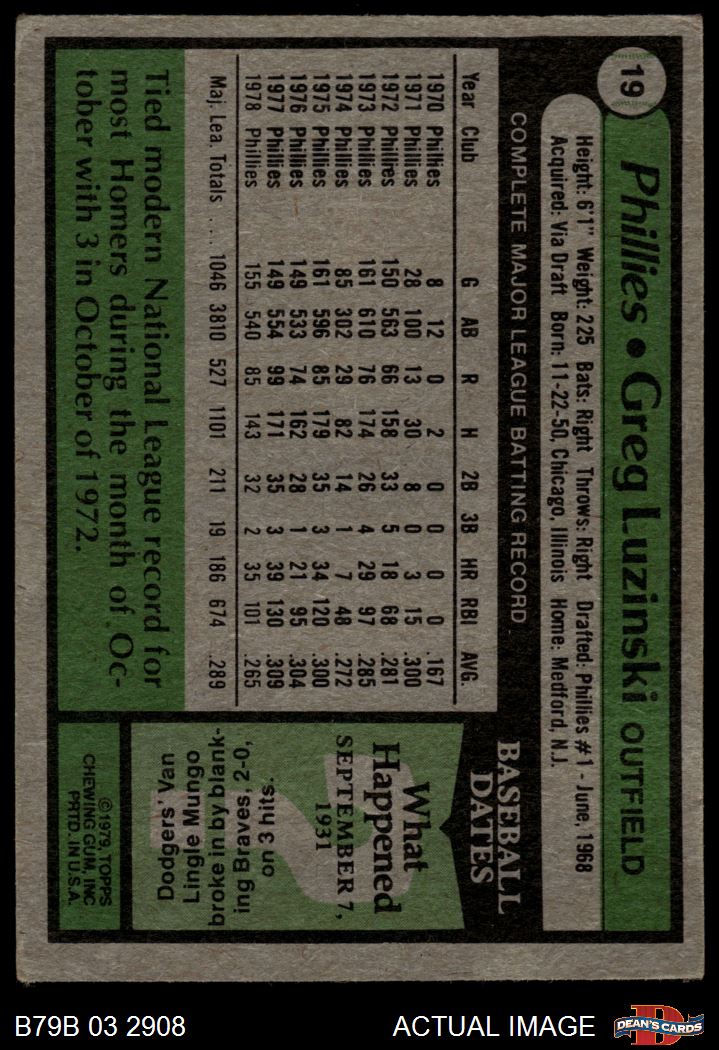 19
Phillies • Greg Luzinski OUTFIELD
Height: 6'1" Weight: 225 Bats: Right Throws: Right Drafted: Phillies #1 - June, 1968
Acquired: Via Draft Born: 11-22-50, Chicago, Illinois Home: Medford, N.J.
COMPLETE MAJOR LEAGUE BATTING RECORD
Year Club G AB R H 2B 3B HR RBI AVG.
1970 Phillies 8 12 0 2 0 0 0 0 .167
1971 Phillies 28 100 13 30 8 0 3 15 .300
1972 Phillies 150 563 66 158 33 5 18 68 .281
1973 Phillies 161 610 76 174 26 4 29 97 .285
1974 Phillies 85 302 29 82 14 1 7 48 .272
1975 Phillies 161 596 85 179 35 3 34 120 .300
1976 Phillies 149 533 74 162 28 1 21 95 .304
1977 Phillies 149 554 99 171 35 3 39 130 .309
1978 Phillies 155 540 85 143 32 2 35 101 .265
Maj. Lea. Totals .... 1046 3810 527 1101 211 19 186 674 .289
Tied modern National League record for
most Homers during the month of Oc-
tober with 3 in October of 1972.
BASEBALL
DATES
What
Happened
SEPTEMBER 7,
1931
?
Dodgers' Van
Lingle Mungo
broke in by blank-
ing Braves, 2-0,
on 3 hits.
©1979, TOPPS
CHEWING GUM, INC
PRTD. IN U.S.A.
B79B 03 2908
ACTUAL IMAGE
D
DEAN'S CARDS